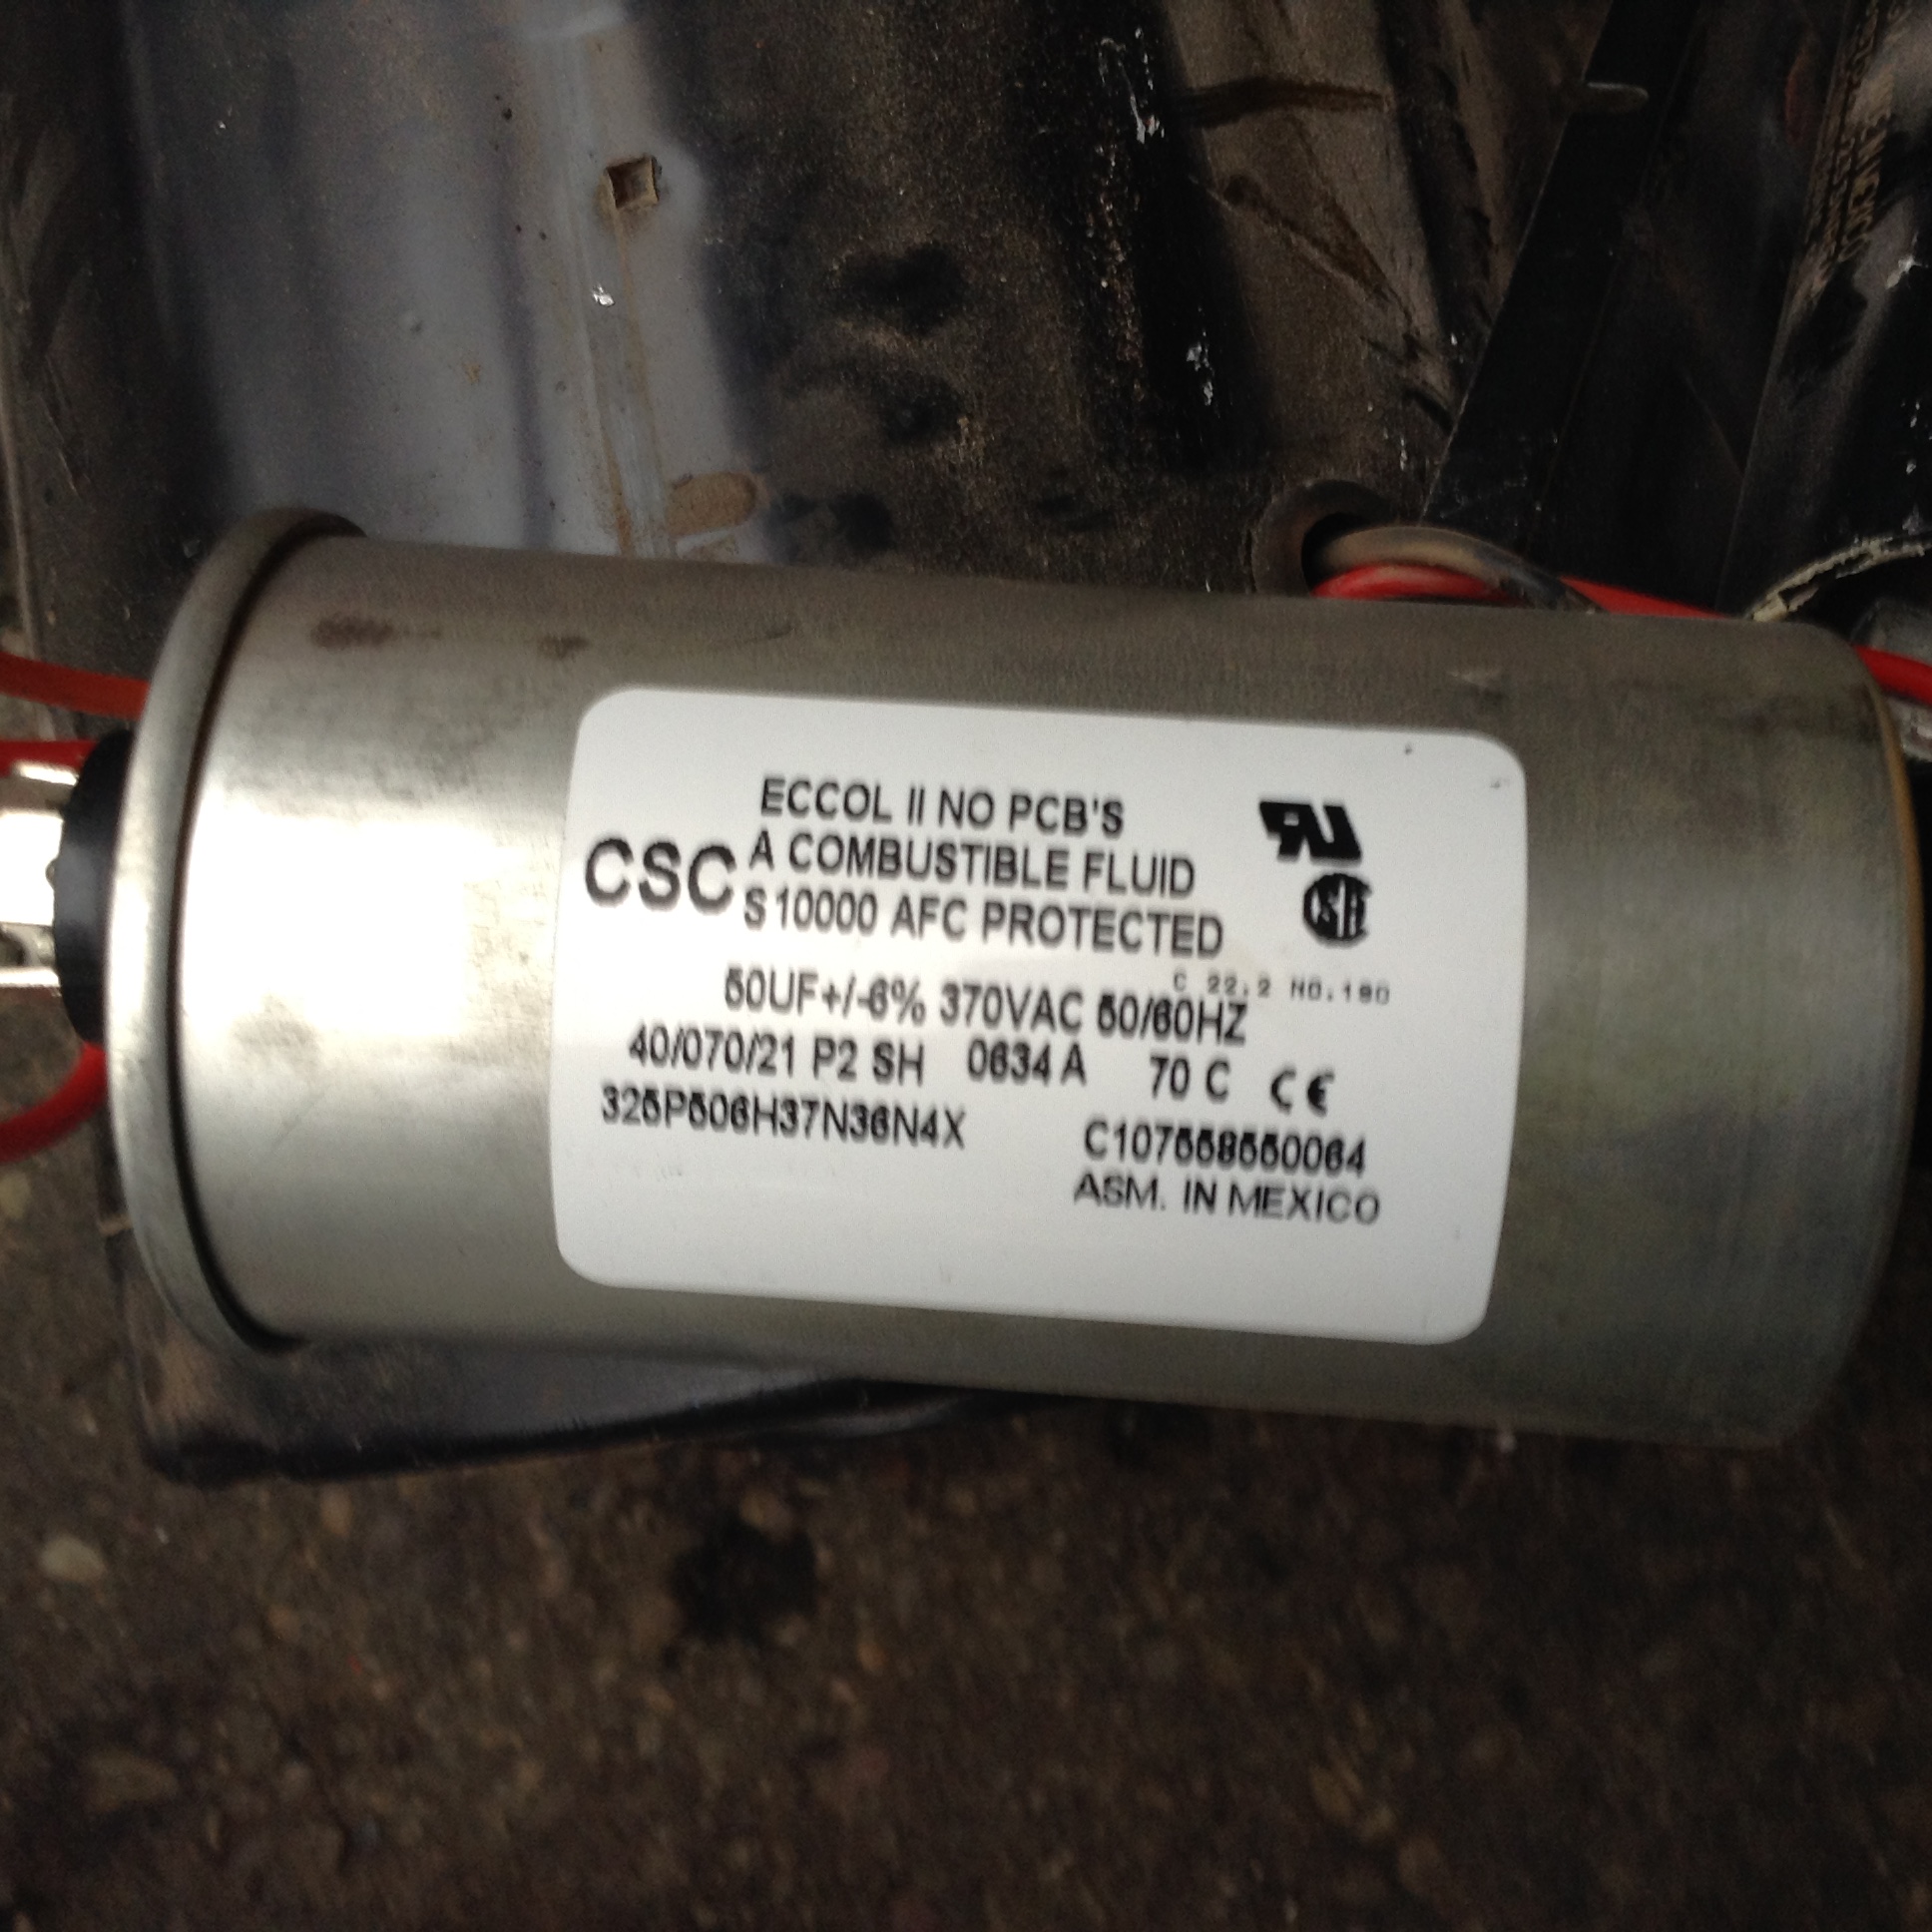 ECCOL II NO PCB'S
CSC A COMBUSTIBLE FLUID
S 10000 AFC PROTECTED
C 22.2 NO.190
50UF+/-6% 370VAC 50/60HZ
40/070/21 P2 SH 0634 A 70 C CE
325P506H37N36N4X
ASM. IN MEXICO